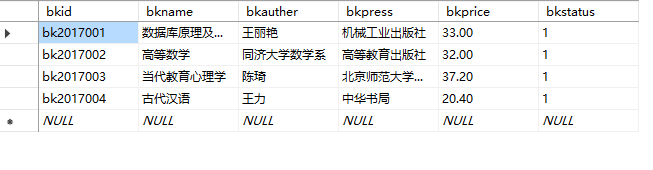 bkid bkname bkauther bkpress bkprice bkstatus
bk2017001 数据库原理及... 王丽艳 机械工业出版社 33.00 1
bk2017002 高等数学 同济大学数学系 高等教育出版社 32.00 1
bk2017003 当代教育心理学 陈琦 北京师范大学... 37.20 1
bk2017004 古代汉语 王力 中华书局 20.40 1
NULL NULL NULL NULL NULL NULL